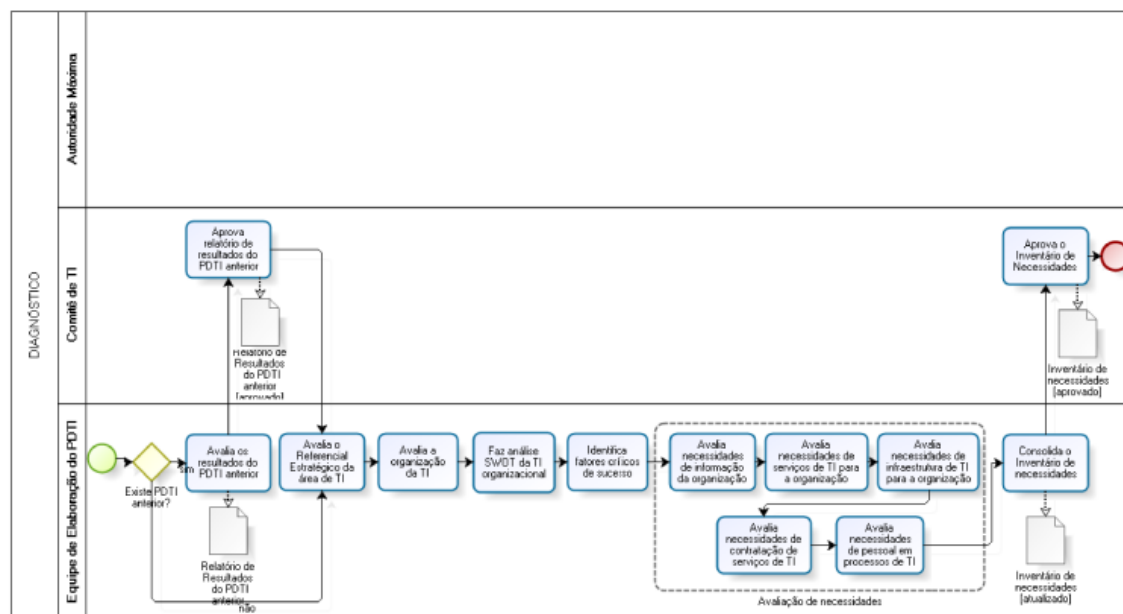 DIAGNÓSTICO
Autoridade Máxima
Comitê de TI
Aprova
relatório de
resultados do
PDTI anterior
Relatório de
Resultados
do PDTI
anterior
[aprovado]
Aprova o
Inventário de
Necessidades
Inventário de
necessidades
[aprovado]
Equipe de Elaboração do PDTI
Existe PDTI
anterior?
sim
não
Avalia os
resultados do
PDTI anterior
Relatório de
Resultados
do PDTI
anterior
Avalia o
Referencial
Estratégico da
área de TI
Avalia a
organização
da TI
Faz análise
SWOT da TI
organizacional
Identifica
fatores críticos
de sucesso
Avalia
necessidades
de informação
da organização
Avalia
necessidades de
serviços de TI para
a organização
Avalia
necessidades de
infraestrutura de TI
para a organização
Avalia
necessidades de
contratação de
serviços de TI
Avalia
necessidades
de pessoal em
processos de TI
Avaliação de necessidades
Consolida o
Inventário de
necessidades
Inventário de
necessidades
[atualizado]